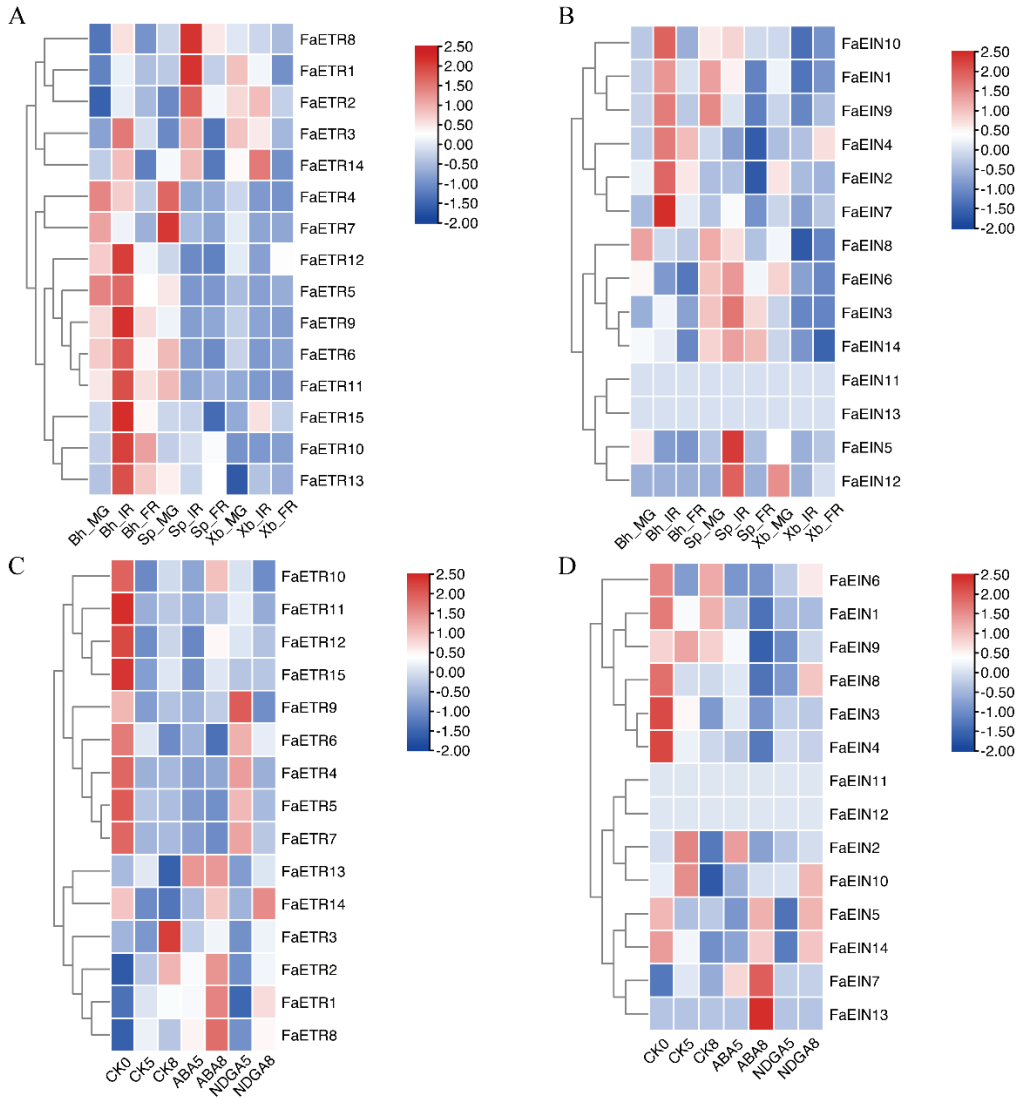 A
FaETR8
FaETR1
FaETR2
FaETR3
FaETR14
FaETR4
FaETR7
FaETR12
FaETR5
FaETR9
FaETR6
FaETR11
FaETR15
FaETR10
FaETR13
Bh_MG
Bh_IR
Bh_FR
Sp_MG
Sp_IR
Sp_FR
Xb_MG
Xb_IR
Xb_FR
2.50
2.00
1.50
1.00
0.50
0.00
-0.50
-1.00
-1.50
-2.00
B
FaEIN10
FaEIN1
FaEIN9
FaEIN4
FaEIN2
FaEIN7
FaEIN8
FaEIN6
FaEIN3
FaEIN14
FaEIN11
FaEIN13
FaEIN5
FaEIN12
Bh_MG
Bh_IR
Bh_FR
Sp_MG
Sp_IR
Sp_FR
Xb_MG
Xb_IR
Xb_FR
2.50
2.00
1.50
1.00
0.50
0.00
-0.50
-1.00
-1.50
-2.00
C
FaETR10
FaETR11
FaETR12
FaETR15
FaETR9
FaETR6
FaETR4
FaETR5
FaETR7
FaETR13
FaETR14
FaETR3
FaETR2
FaETR1
FaETR8
CK0
CK5
CK8
ABA5
ABA8
NDGA5
NDGA8
2.50
2.00
1.50
1.00
0.50
0.00
-0.50
-1.00
-1.50
-2.00
D
FaEIN6
FaEIN1
FaEIN9
FaEIN8
FaEIN3
FaEIN4
FaEIN11
FaEIN12
FaEIN2
FaEIN10
FaEIN5
FaEIN14
FaEIN7
FaEIN13
CK0
CK5
CK8
ABA5
ABA8
NDGA5
NDGA8
2.50
2.00
1.50
1.00
0.50
0.00
-0.50
-1.00
-1.50
-2.00